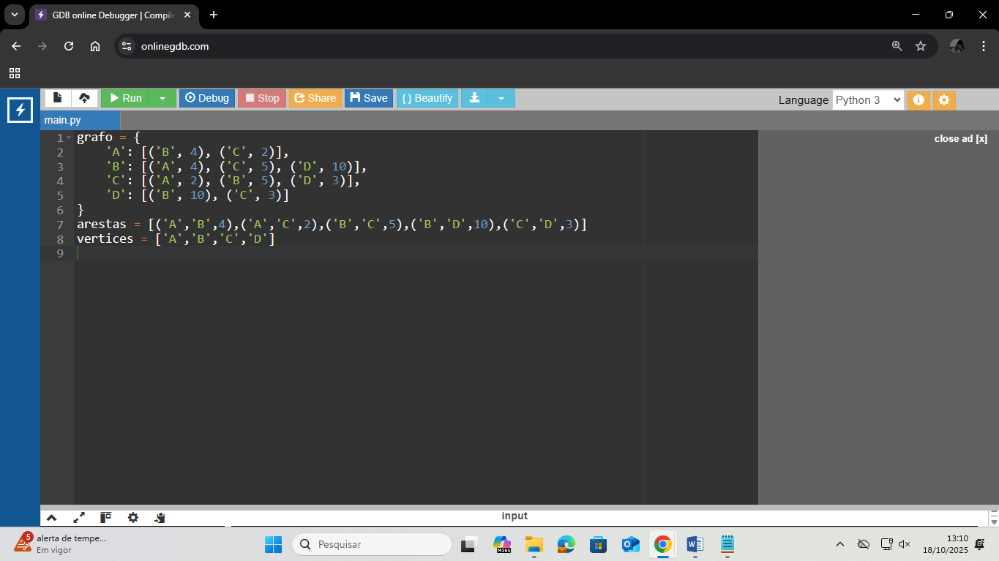 GDB online Debugger | Compile
onlinegdb.com
Run Debug Stop Share Save { } Beautify Language Python 3
main.py
close ad [x]
1 grafo = {
2     'A': [('B', 4), ('C', 2)],
3     'B': [('A', 4), ('C', 5), ('D', 10)],
4     'C': [('A', 2), ('B', 5), ('D', 3)],
5     'D': [('B', 10), ('C', 3)]
6 }
7 arestas = [('A','B',4),('A','C',2),('B','C',5),('B','D',10),('C','D',3)]
8 vertices = ['A','B','C','D']
9
input
5
alerta de tempe...
Em vigor
Pesquisar
M365
13:10
18/10/2025